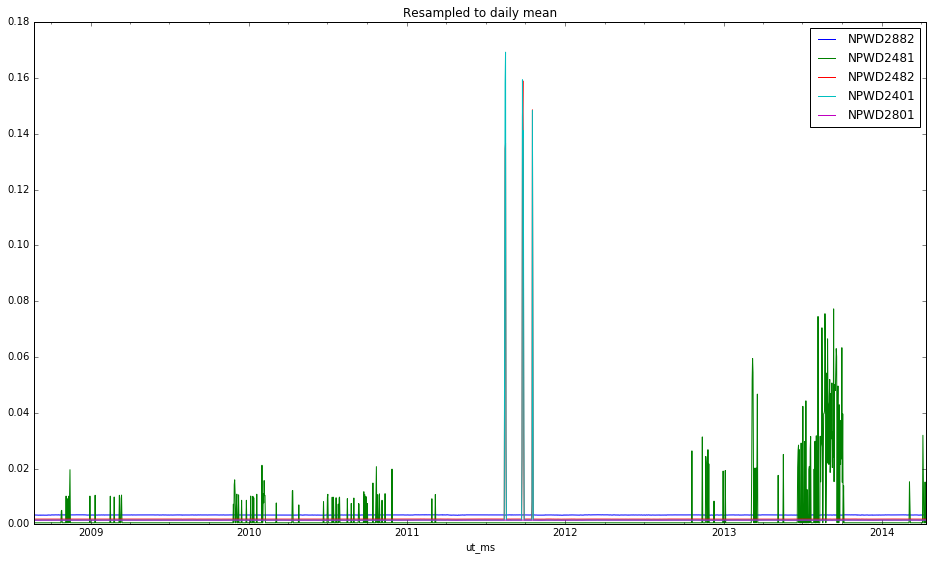 Resampled to daily mean
0.18
0.16
0.14
0.12
0.10
0.08
0.06
0.04
0.02
0.00
NPWD2882
NPWD2481
NPWD2482
NPWD2401
NPWD2801
2009
2010
2011
2012
2013
2014
ut_ms